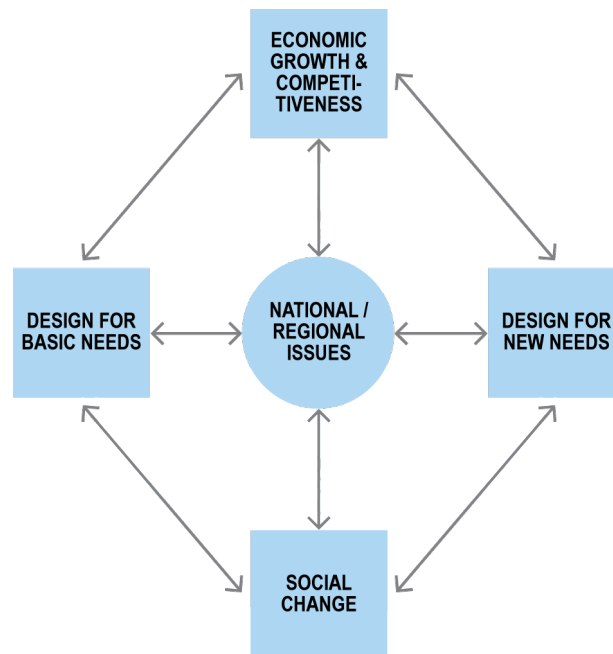 ECONOMIC
GROWTH &
COMPETI-
TIVENESS
DESIGN FOR
BASIC NEEDS
NATIONAL /
REGIONAL
ISSUES
DESIGN FOR
NEW NEEDS
SOCIAL
CHANGE